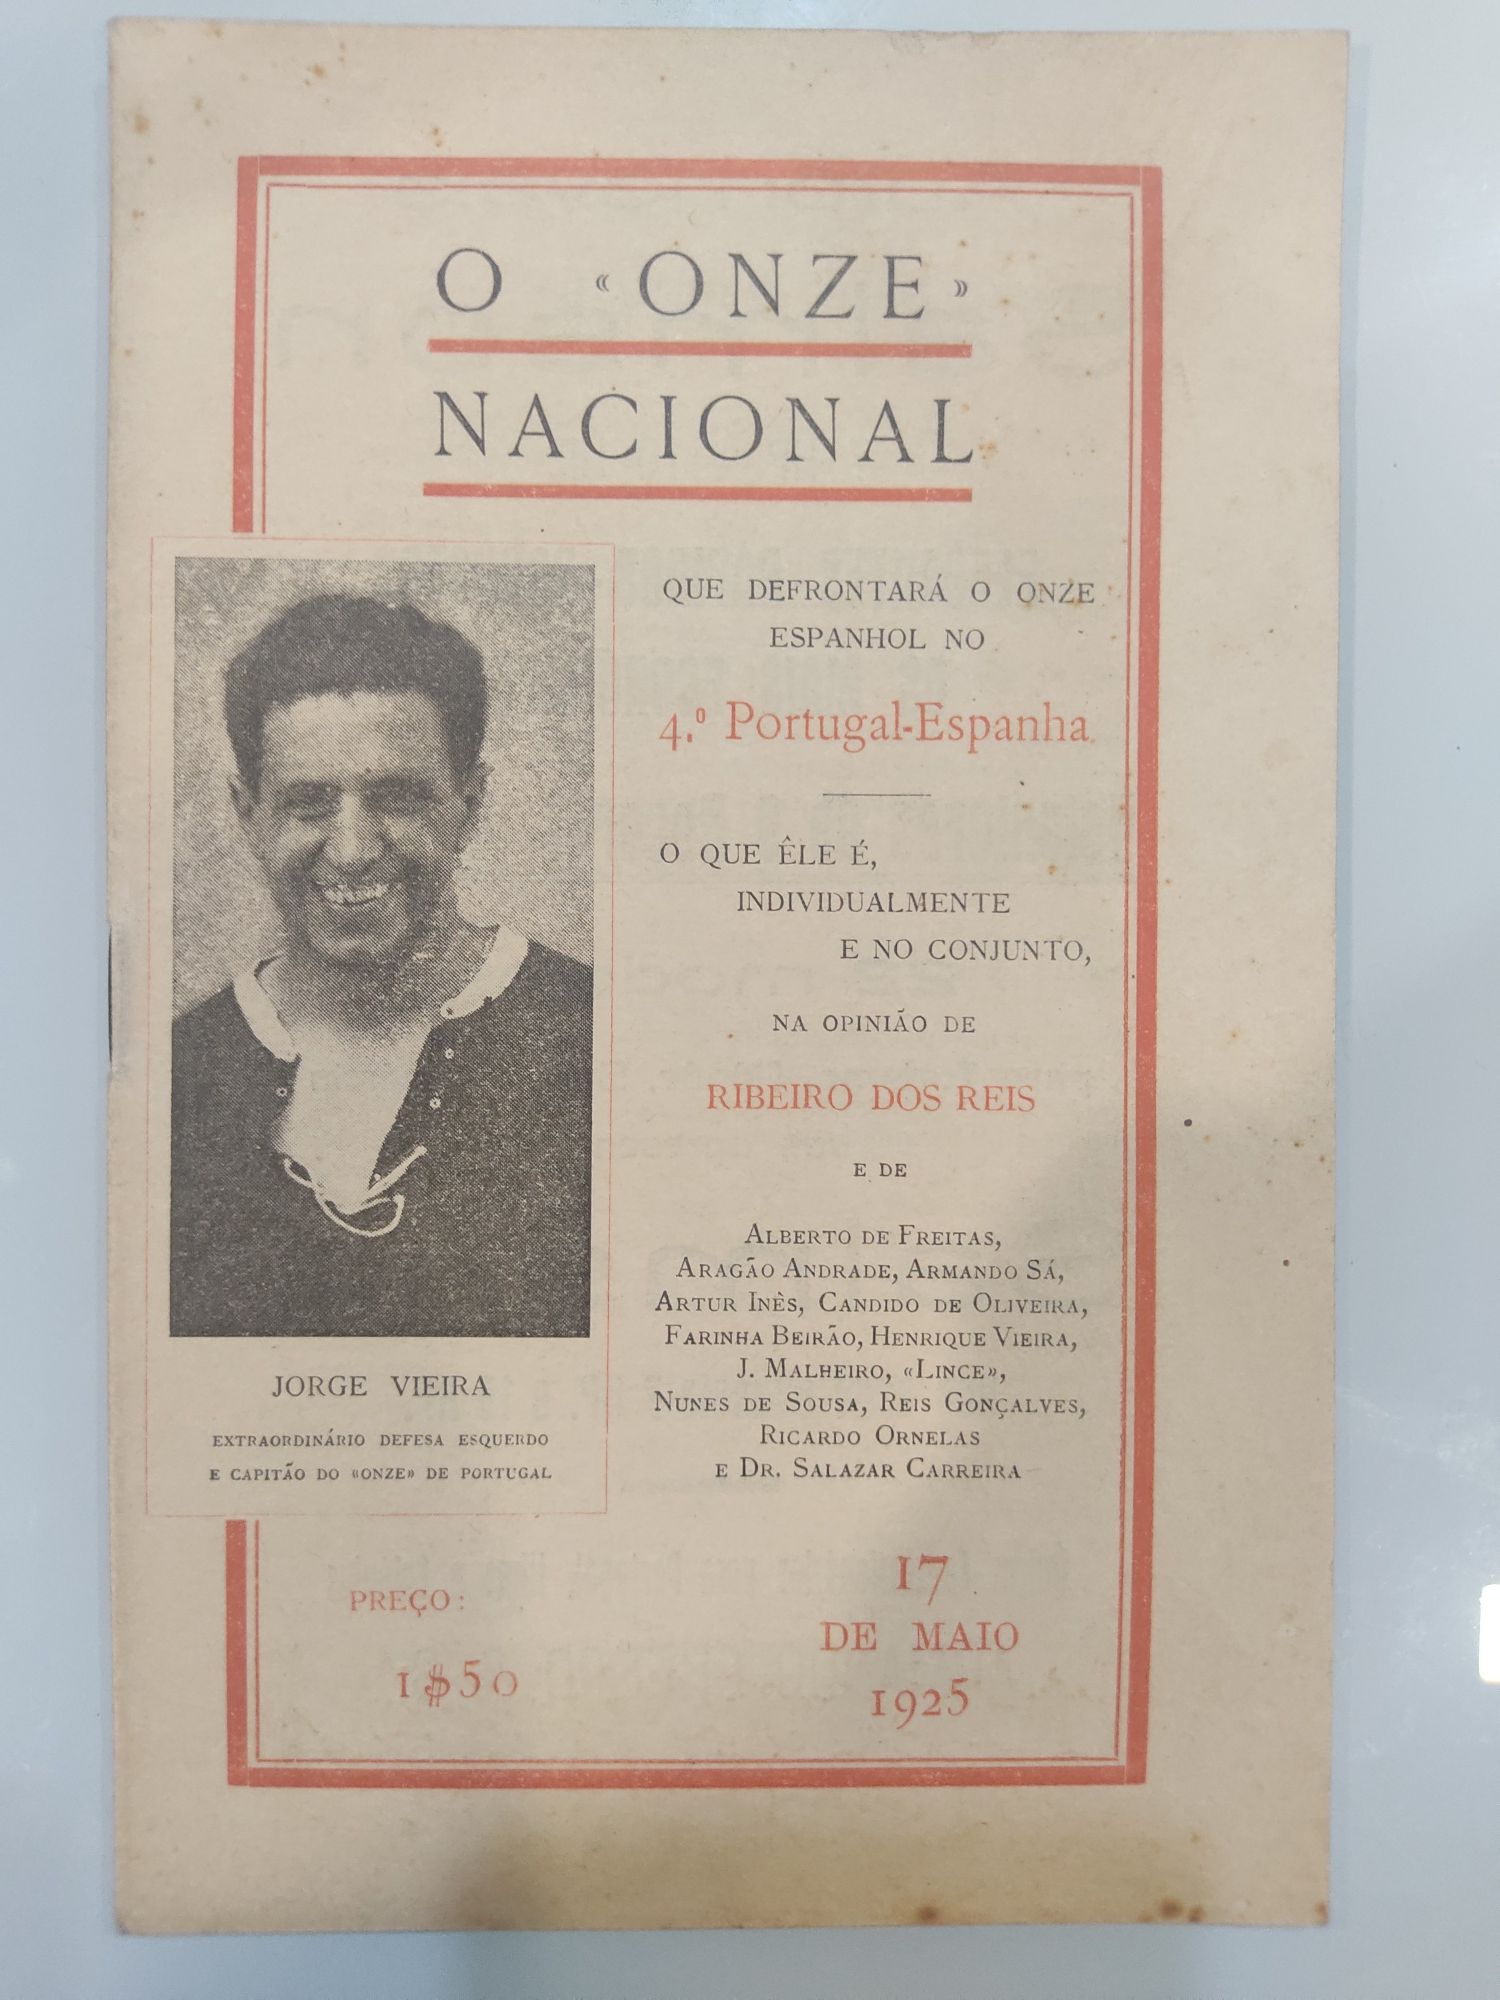 O «ONZE»
NACIONAL
QUE DEFRONTARÁ O ONZE
ESPANHOL NO
4.º Portugal-Espanha
O QUE ÊLE É,
INDIVIDUALMENTE
E NO CONJUNTO,
NA OPINIÃO DE
RIBEIRO DOS REIS
E DE
ALBERTO DE FREITAS,
ARAGÃO ANDRADE, ARMANDO SÁ,
ARTUR INÊS, CANDIDO DE OLIVEIRA,
FARINHA BEIRÃO, HENRIQUE VIEIRA,
J. MALHEIRO, «LINCE»,
NUNES DE SOUSA, REIS GONÇALVES,
RICARDO ORNELAS
E DR. SALAZAR CARREIRA
JORGE VIEIRA
EXTRAORDINÁRIO DEFESA ESQUERDO
E CAPITÃO DO «ONZE» DE PORTUGAL
PREÇO:
1$50
17
DE MAIO
1925